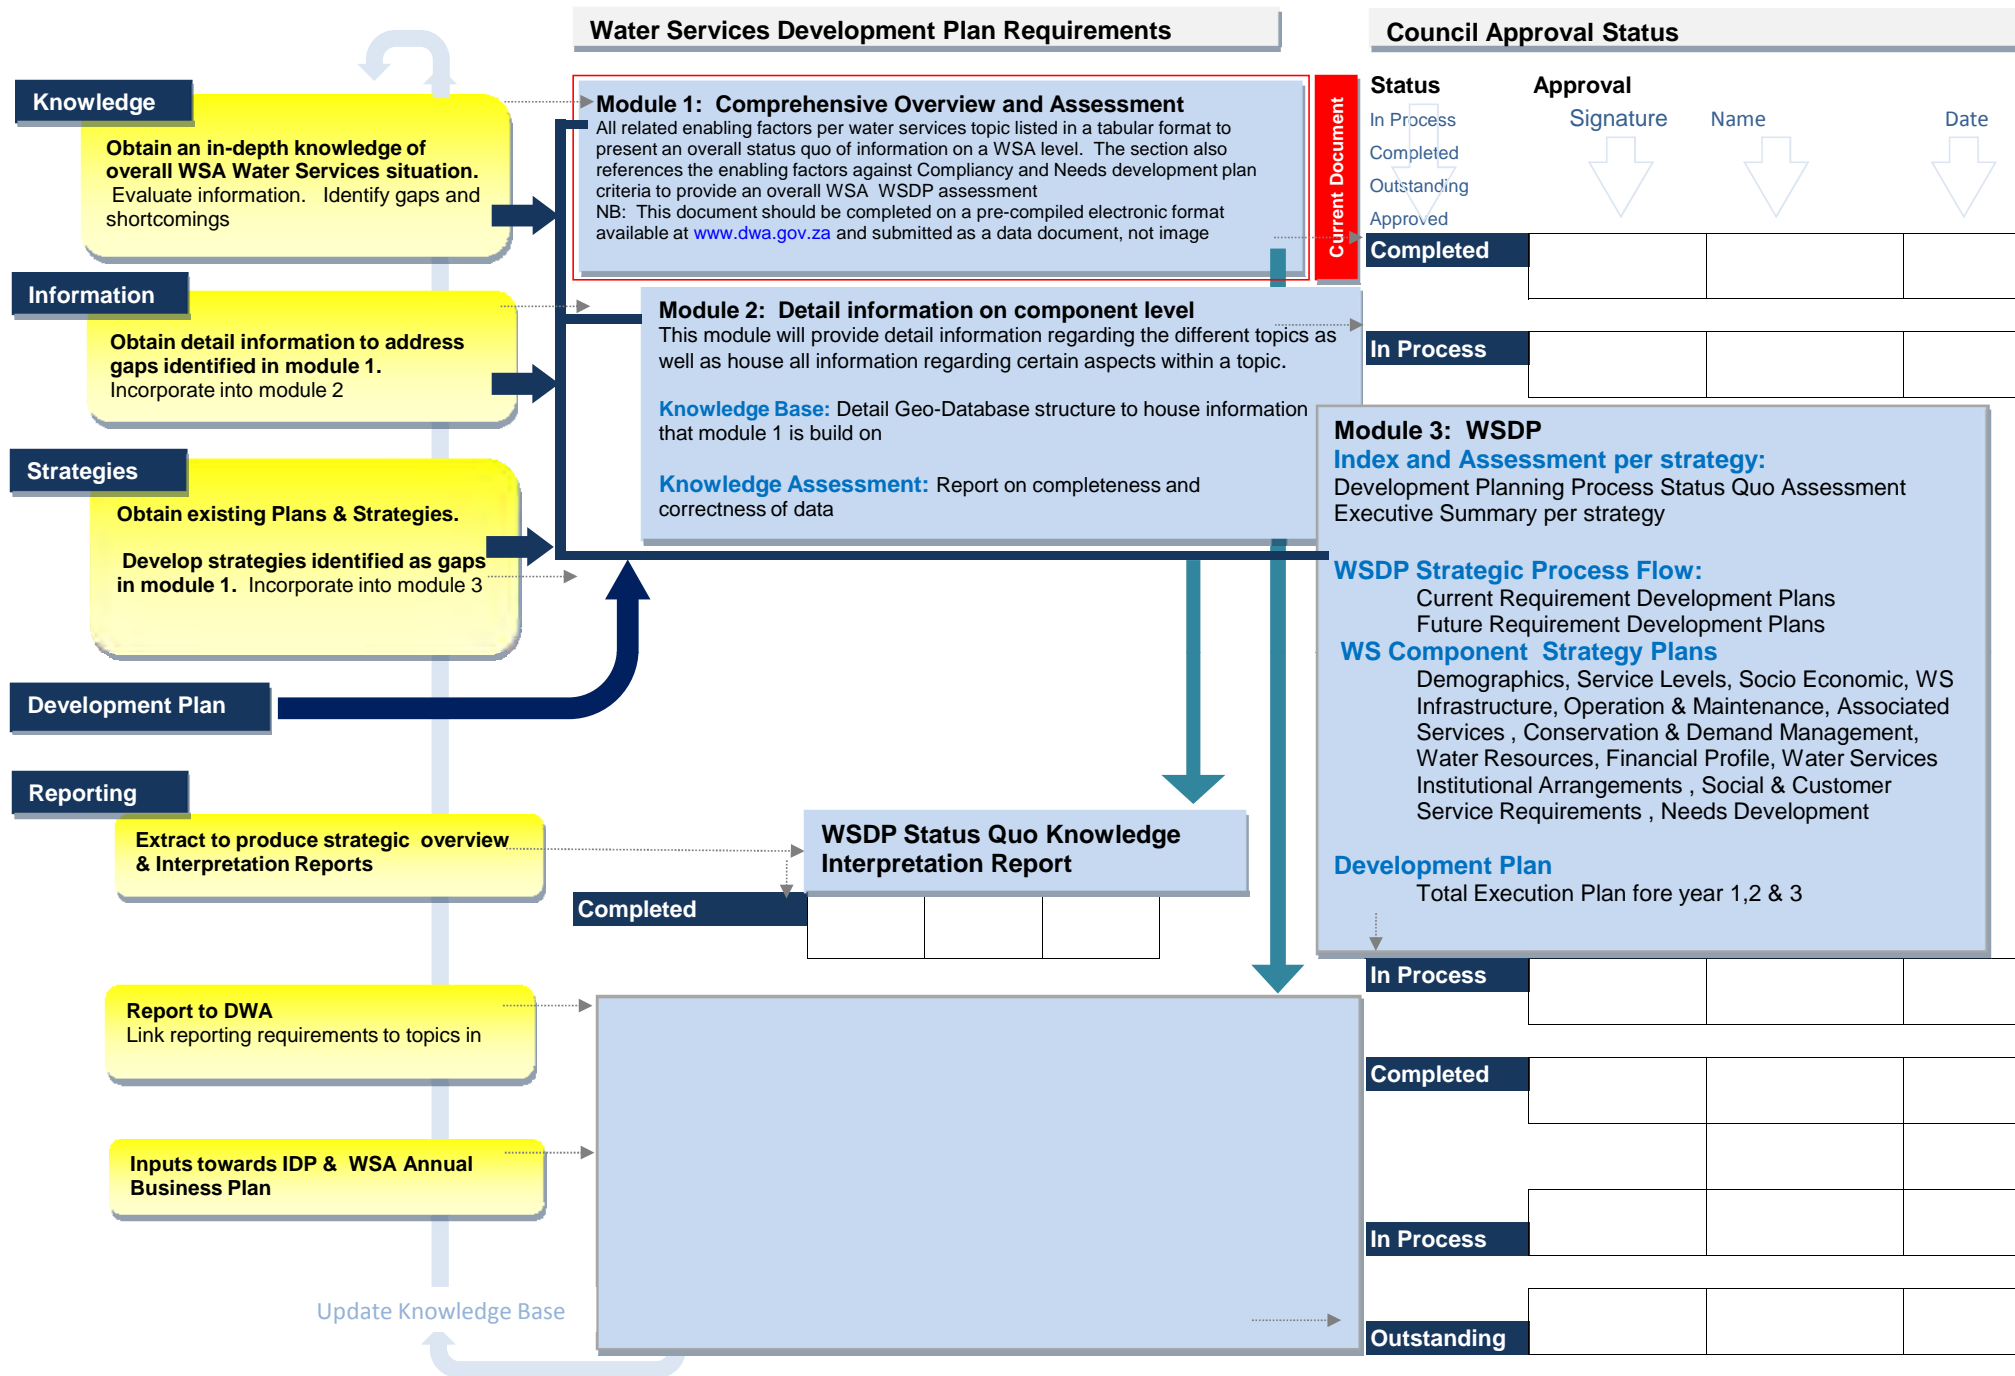 Water Services Development Plan Requirements
Council Approval Status
Knowledge
Obtain an in-depth knowledge of
overall WSA Water Services situation.
Evaluate information.   Identify gaps and
shortcomings
Module 1:  Comprehensive Overview and Assessment
All related enabling factors per water services topic listed in a tabular format to
present an overall status quo of information on a WSA level.  The section also
references the enabling factors against Compliancy and Needs development plan
criteria to provide an overall WSA  WSDP assessment
NB:  This document should be completed on a pre-compiled electronic format
available at www.dwa.gov.za and submitted as a data document, not image
Current Document
Status
Approval
In Process
Completed
Outstanding
Approved
Signature
Name
Date
Completed
Information
Obtain detail information to address
gaps identified in module 1.
Incorporate into module 2
Module 2:  Detail information on component level
This module will provide detail information regarding the different topics as
well as house all information regarding certain aspects within a topic.
Knowledge Base: Detail Geo-Database structure to house information
that module 1 is build on
Knowledge Assessment: Report on completeness and
correctness of data
In Process
Strategies
Obtain existing Plans & Strategies.
Develop strategies identified as gaps
in module 1.  Incorporate into module 3
Module 3:  WSDP
Index and Assessment per strategy:
Development Planning Process Status Quo Assessment
Executive Summary per strategy
WSDP Strategic Process Flow:
Current Requirement Development Plans
Future Requirement Development Plans
WS Component  Strategy Plans
Demographics, Service Levels, Socio Economic, WS
Infrastructure, Operation & Maintenance, Associated
Services , Conservation & Demand Management,
Water Resources, Financial Profile, Water Services
Institutional Arrangements , Social & Customer
Service Requirements , Needs Development
Development Plan
Total Execution Plan fore year 1,2 & 3
In Process
Development Plan
Reporting
Extract to produce strategic  overview
& Interpretation Reports
WSDP Status Quo Knowledge
Interpretation Report
Completed
Report to DWA
Link reporting requirements to topics in
Completed
Inputs towards IDP &  WSA Annual
Business Plan
In Process
Update Knowledge Base
Outstanding